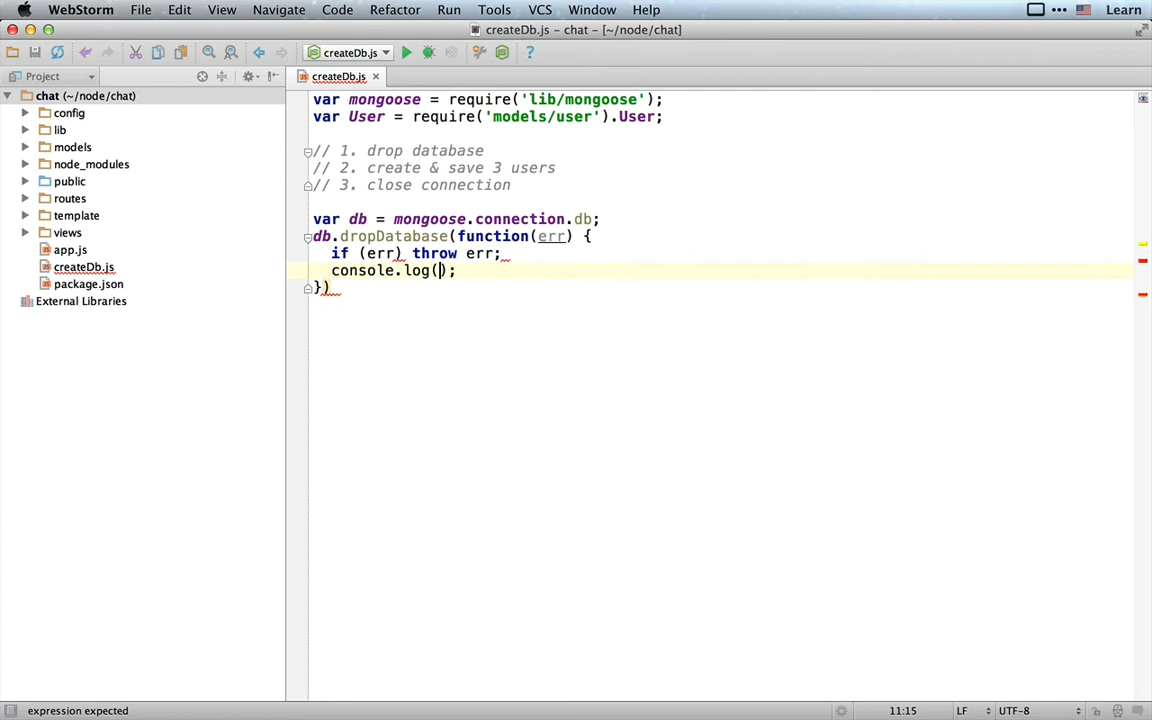 WebStorm File Edit View Navigate Code Refactor Run Tools VCS Window Help Learn
createDb.js – chat – [~/node/chat]
createDb.js
Project createDb.js
chat (~/node/chat)
config
lib
models
node_modules
public
routes
template
views
app.js
createDb.js
package.json
External Libraries
var mongoose = require('lib/mongoose');
var User = require('models/user').User;
// 1. drop database
// 2. create & save 3 users
// 3. close connection
var db = mongoose.connection.db;
db.dropDatabase(function(err) {
if (err) throw err;
console.log();
})
expression expected 11:15 LF UTF-8